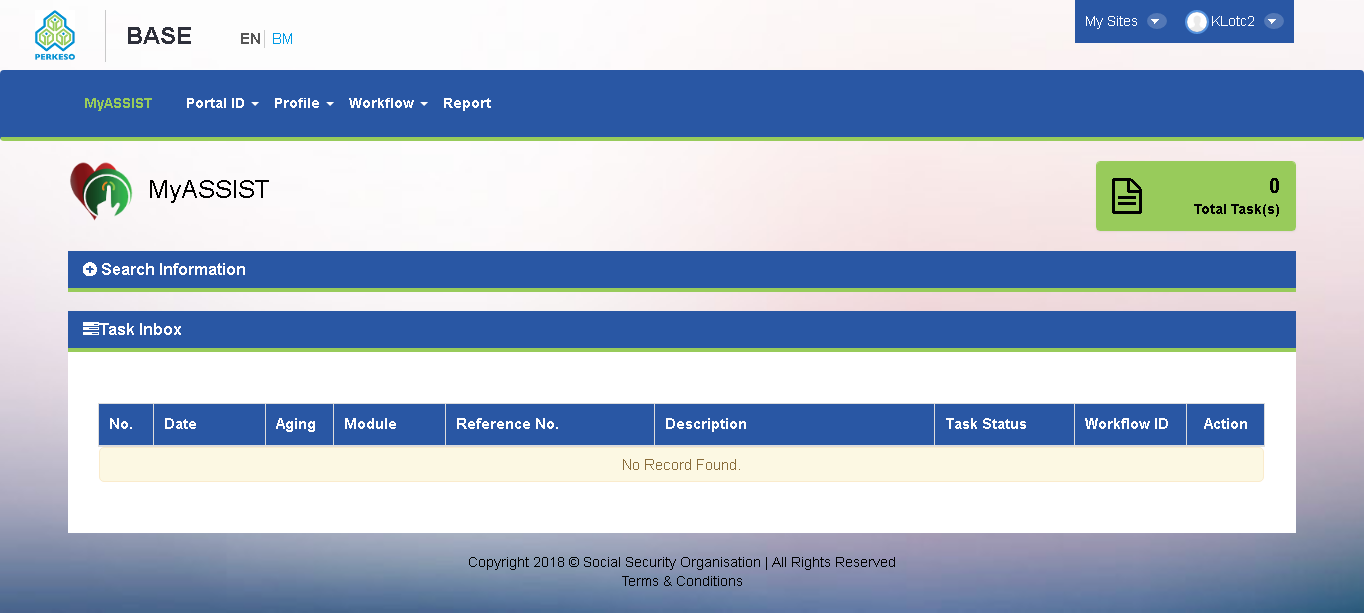 PERKESO
BASE
EN BM
My Sites KLotc2
MyASSIST Portal ID Profile Workflow Report
MyASSIST
0
Total Task(s)
Search Information
Task Inbox
No. Date Aging Module Reference No. Description Task Status Workflow ID Action
No Record Found.
Copyright 2018 © Social Security Organisation | All Rights Reserved
Terms & Conditions